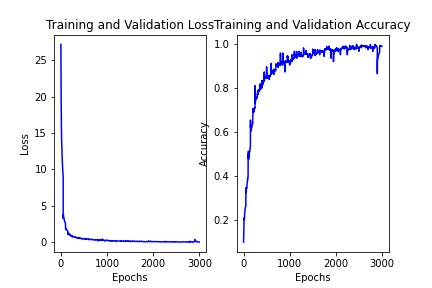 Training and Validation Loss
25
20
15
10
5
0
Loss
0 1000 2000 3000
Epochs
Training and Validation Accuracy
1.0
0.8
0.6
0.4
0.2
Accuracy
0 1000 2000 3000
Epochs